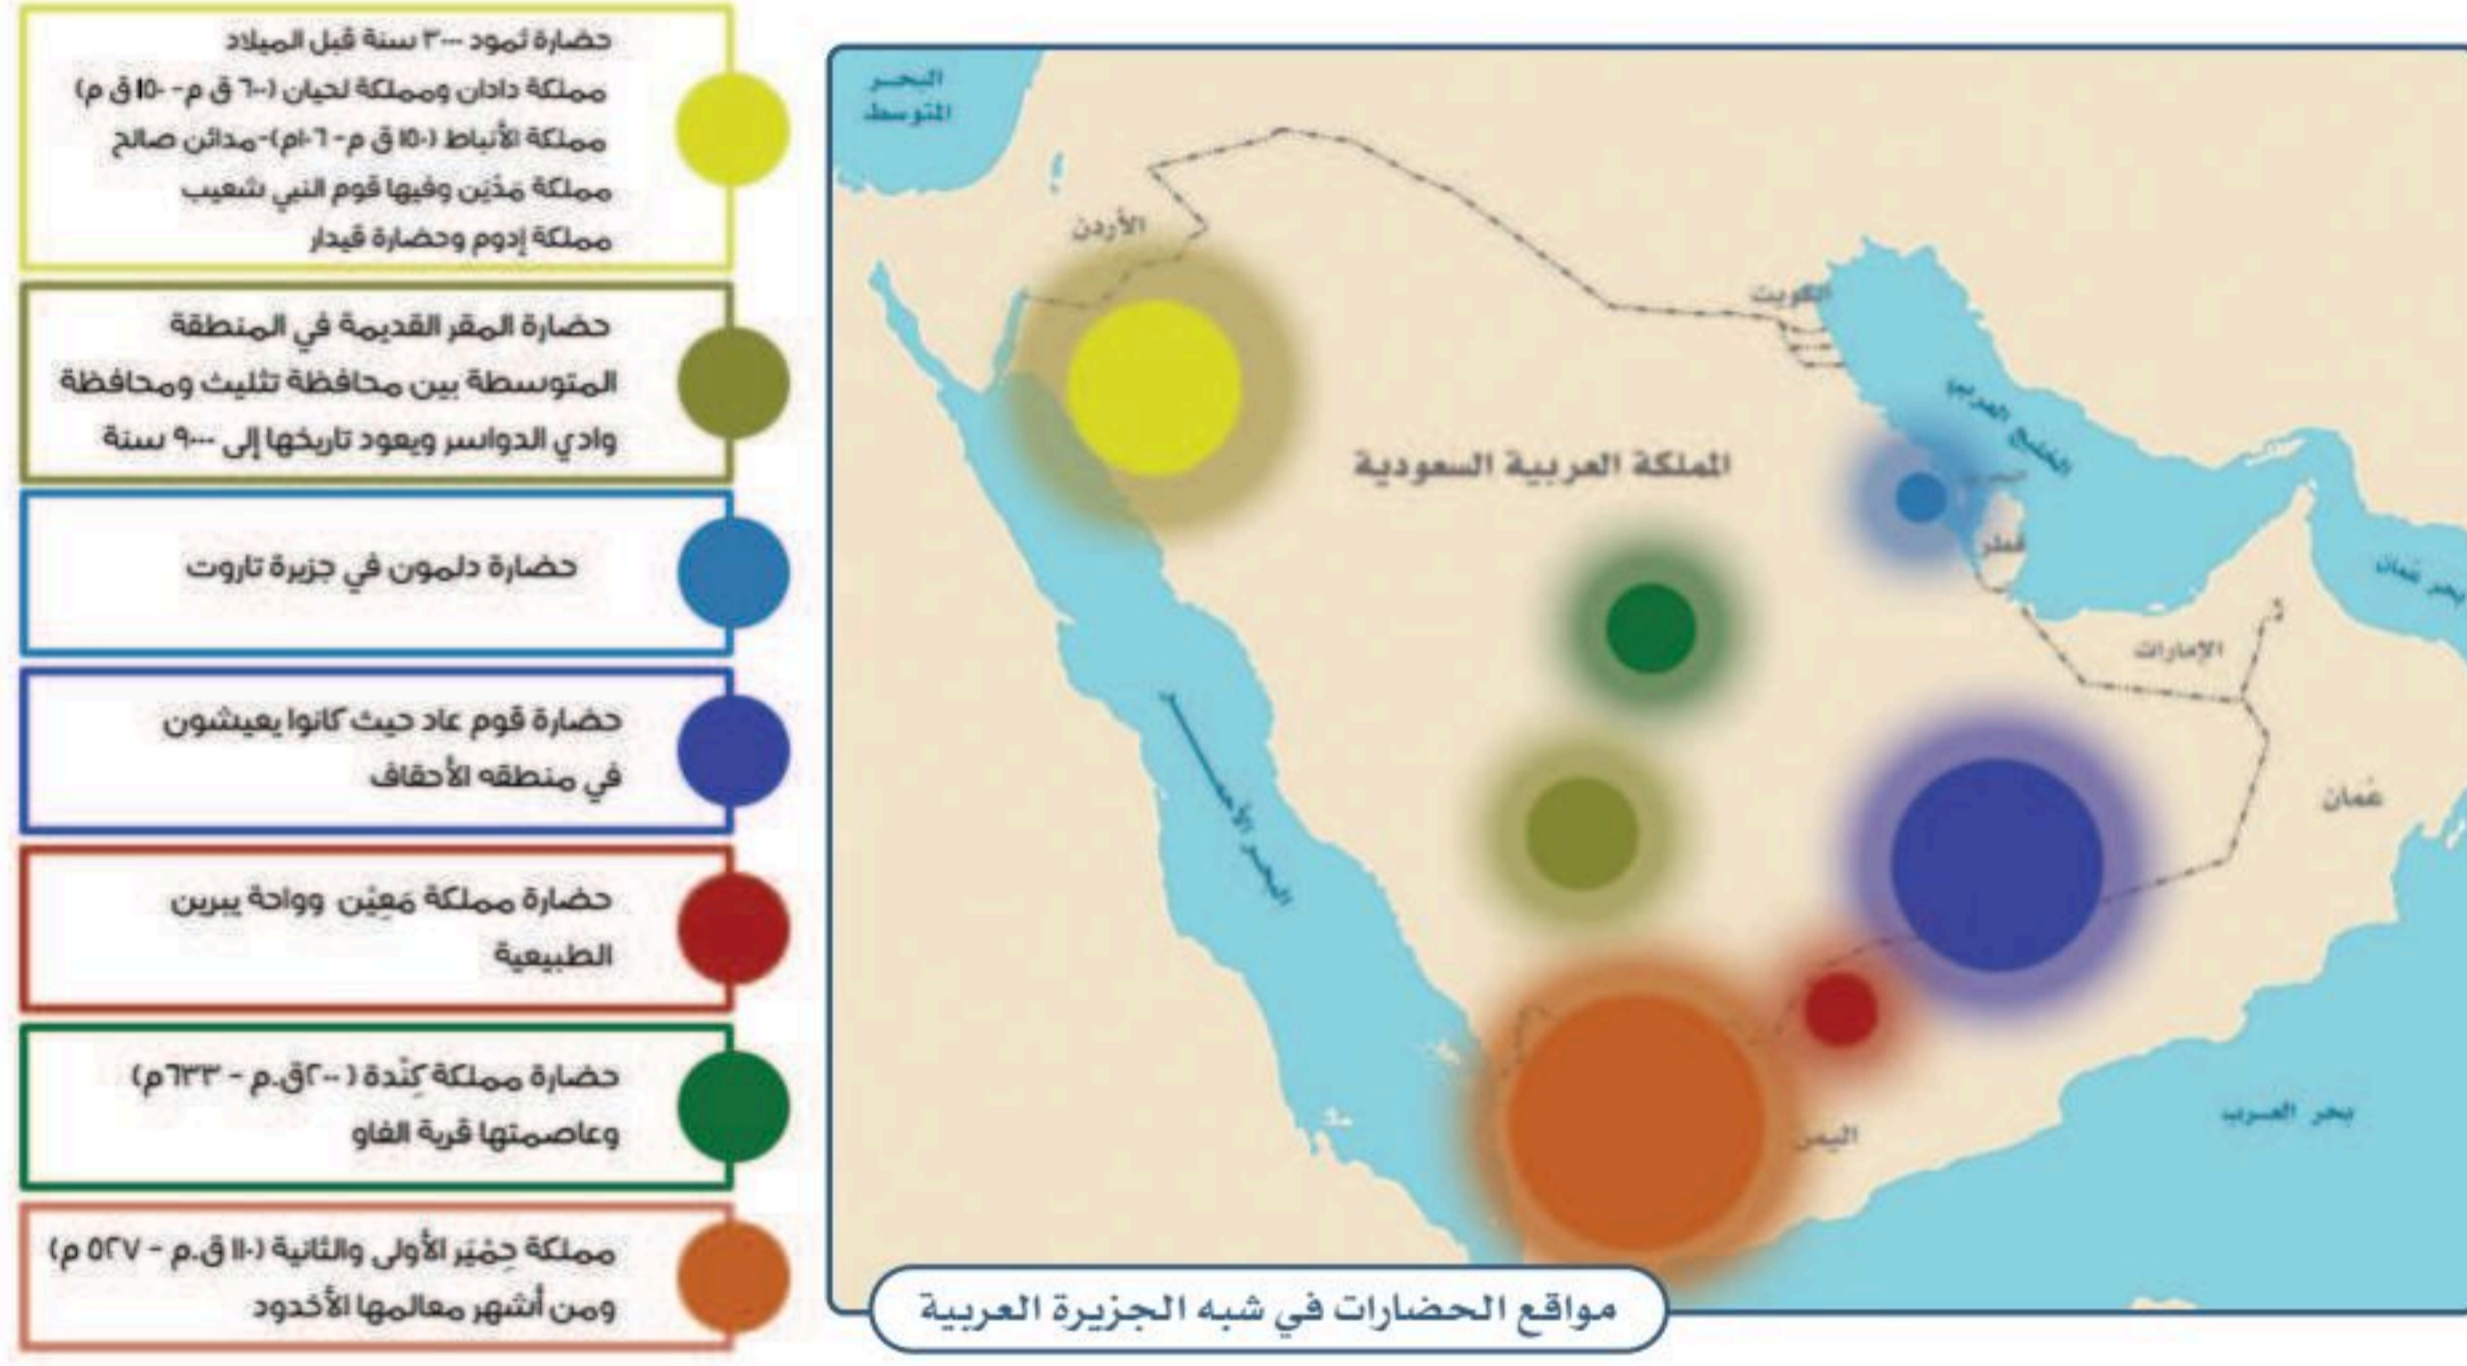 حضارة ثمود ٣٠٠٠ سنة قبل الميلاد
مملكة دادان ومملكة لحيان (٦٠٠ ق م- ١٥٠ ق م)
مملكة الأنباط (١٥٠ ق م- ١٠٦م)-مدائن صالح
مملكة مَدْيَن وفيها قوم النبي شعيب
مملكة إدوم وحضارة قيدار
حضارة المقر القديمة في المنطقة
المتوسطة بين محافظة تثليث ومحافظة
وادي الدواسر ويعود تاريخها إلى ٩٠٠٠ سنة
حضارة دلمون في جزيرة تاروت
حضارة قوم عاد حيث كانوا يعيشون
في منطقه الأحقاف
حضارة مملكة مَعِيْن وواحة يبرين
الطبيعية
حضارة مملكة كِنْدة (٢٠٠ق.م - ٦٣٣م)
وعاصمتها قرية الفاو
مملكة حِمْيَر الأولى والثانية (١١٠ ق.م - ٥٢٧ م)
ومن أشهر معالمها الأخدود
البحر
المتوسط
الأردن
الكويت
الخليج العربي
المملكة العربية السعودية
قطر
بحر عُمان
الإمارات
عُمان
البحر الأحمر
اليمن
بحر العرب
مواقع الحضارات في شبه الجزيرة العربية